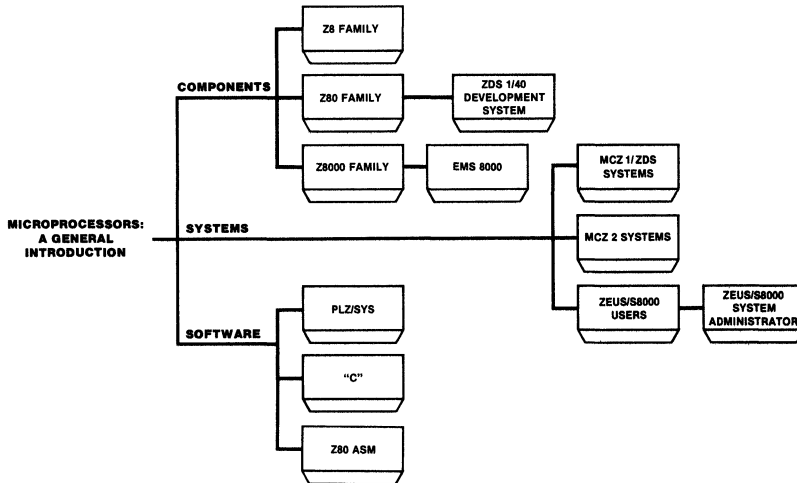 Z8 FAMILY
COMPONENTS
Z80 FAMILY
ZDS 1/40
DEVELOPMENT
SYSTEM
Z8000 FAMILY
EMS 8000
MCZ 1/ZDS
SYSTEMS
MICROPROCESSORS:
A GENERAL
INTRODUCTION
SYSTEMS
MCZ 2 SYSTEMS
ZEUS/S8000
USERS
ZEUS/S8000
SYSTEM
ADMINISTRATOR
SOFTWARE
PLZ/SYS
"C"
Z80 ASM